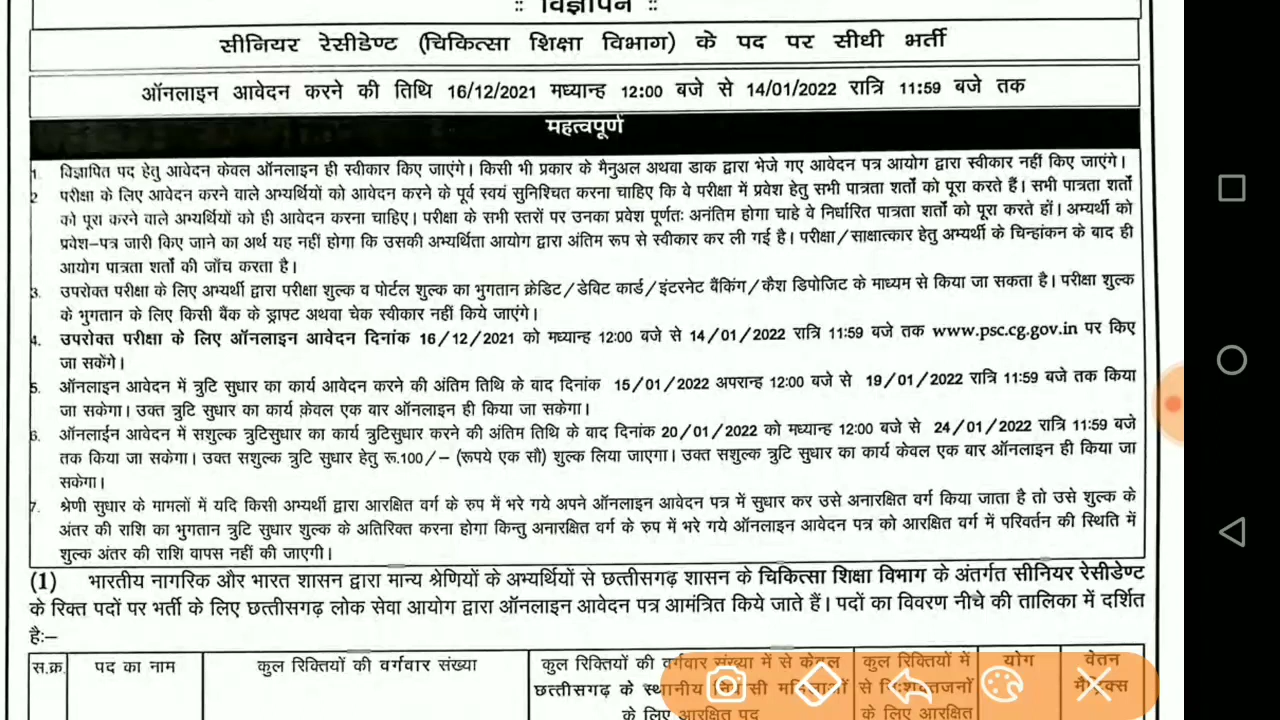 :: विज्ञापन ::
सीनियर रेसीडेण्ट (चिकित्सा शिक्षा विभाग) के पद पर सीधी भर्ती
ऑनलाइन आवेदन करने की तिथि 16/12/2021 मध्यान्ह 12:00 बजे से 14/01/2022 रात्रि 11:59 बजे तक
महत्वपूर्ण
1. विज्ञापित पद हेतु आवेदन केवल ऑनलाइन ही स्वीकार किए जाएंगे। किसी भी प्रकार के मैनुअल अथवा डाक द्वारा भेजे गए आवेदन पत्र आयोग द्वारा स्वीकार नहीं किए जाएंगे।
2 परीक्षा के लिए आवेदन करने वाले अभ्यर्थियों को आवेदन करने के पूर्व स्वयं सुनिश्चित करना चाहिए कि वे परीक्षा में प्रवेश हेतु सभी पात्रता शर्तो को पूरा करते हैं। सभी पात्रता शर्तो
को पूरा करने वाले अभ्यर्थियों को ही आवेदन करना चाहिए। परीक्षा के सभी स्तरों पर उनका प्रवेश पूर्णतः अनंतिम होगा चाहे वे निर्धारित पात्रता शर्तो को पूरा करते हों। अभ्यर्थी को
प्रवेश–पत्र जारी किए जाने का अर्थ यह नहीं होगा कि उसकी अभ्यर्थिता आयोग द्वारा अंतिम रूप से स्वीकार कर ली गई है। परीक्षा/साक्षात्कार हेतु अभ्यर्थी के चिन्हांकन के बाद ही
आयोग पात्रता शर्तो की जाँच करता है।
3. उपरोक्त परीक्षा के लिए अभ्यर्थी द्वारा परीक्षा शुल्क व पोर्टल शुल्क का भुगतान क्रेडिट/डेविट कार्ड/इंटरनेट बैंकिंग/कैश डिपोजिट के माध्यम से किया जा सकता है। परीक्षा शुल्क
के भुगतान के लिए किसी बैंक के ड्राफ्ट अथवा चेक स्वीकार नहीं किये जाएंगे।
4. उपरोक्त परीक्षा के लिए ऑनलाइन आवेदन दिनांक 16/12/2021 को मध्यान्ह 12:00 बजे से 14/01/2022 रात्रि 11:59 बजे तक www.psc.cg.gov.in पर किए
जा सकेंगे।
5. ऑनलाइन आवेदन में त्रुटि सुधार का कार्य आवेदन करने की अंतिम तिथि के बाद दिनांक 15/01/2022 अपरान्ह 12:00 बजे से 19/01/2022 रात्रि 11:59 बजे तक किया
जा सकेगा। उक्त त्रुटि सुधार का कार्य केवल एक बार ऑनलाइन ही किया जा सकेगा।
6. ऑनलाईन आवेदन में सशुल्क त्रुटिसुधार का कार्य त्रुटिसुधार करने की अंतिम तिथि के बाद दिनांक 20/01/2022 को मध्यान्ह 12:00 बजे से 24/01/2022 रात्रि 11:59 बजे
तक किया जा सकेगा। उक्त सशुल्क त्रुटि सुधार हेतु रू.100/– (रूपये एक सौ) शुल्क लिया जाएगा। उक्त सशुल्क त्रुटि सुधार का कार्य केवल एक बार ऑनलाइन ही किया जा
सकेगा।
7. श्रेणी सुधार के मामलों में यदि किसी अभ्यर्थी द्वारा आरक्षित वर्ग के रुप में भरे गये अपने ऑनलाइन आवेदन पत्र में सुधार कर उसे अनारक्षित वर्ग किया जाता है तो उसे शुल्क के
अंतर की राशि का भुगतान त्रुटि सुधार शुल्क के अतिरिक्त करना होगा किन्तु अनारक्षित वर्ग के रुप में भरे गये ऑनलाइन आवेदन पत्र को आरक्षित वर्ग में परिवर्तन की स्थिति में
शुल्क अंतर की राशि वापस नहीं की जाएगी।
(1) भारतीय नागरिक और भारत शासन द्वारा मान्य श्रेणियों के अभ्यर्थियों से छत्तीसगढ़ शासन के चिकित्सा शिक्षा विभाग के अंतर्गत सीनियर रेसीडेण्ट
के रिक्त पदों पर भर्ती के लिए छत्तीसगढ़ लोक सेवा आयोग द्वारा ऑनलाइन आवेदन पत्र आमंत्रित किये जाते हैं। पदों का विवरण नीचे की तालिका में दर्शित
है:–
स.क्र. पद का नाम कुल रिक्तियों की वर्गवार संख्या कुल रिक्तियों की वर्गवार संख्या में से केवल कुल रिक्तियों में योग वेतन
छत्तीसगढ़ के स्थानीय महिलाओं से मैट्रिक्स
के लिए आरक्षित पद के लिए आरक्षित